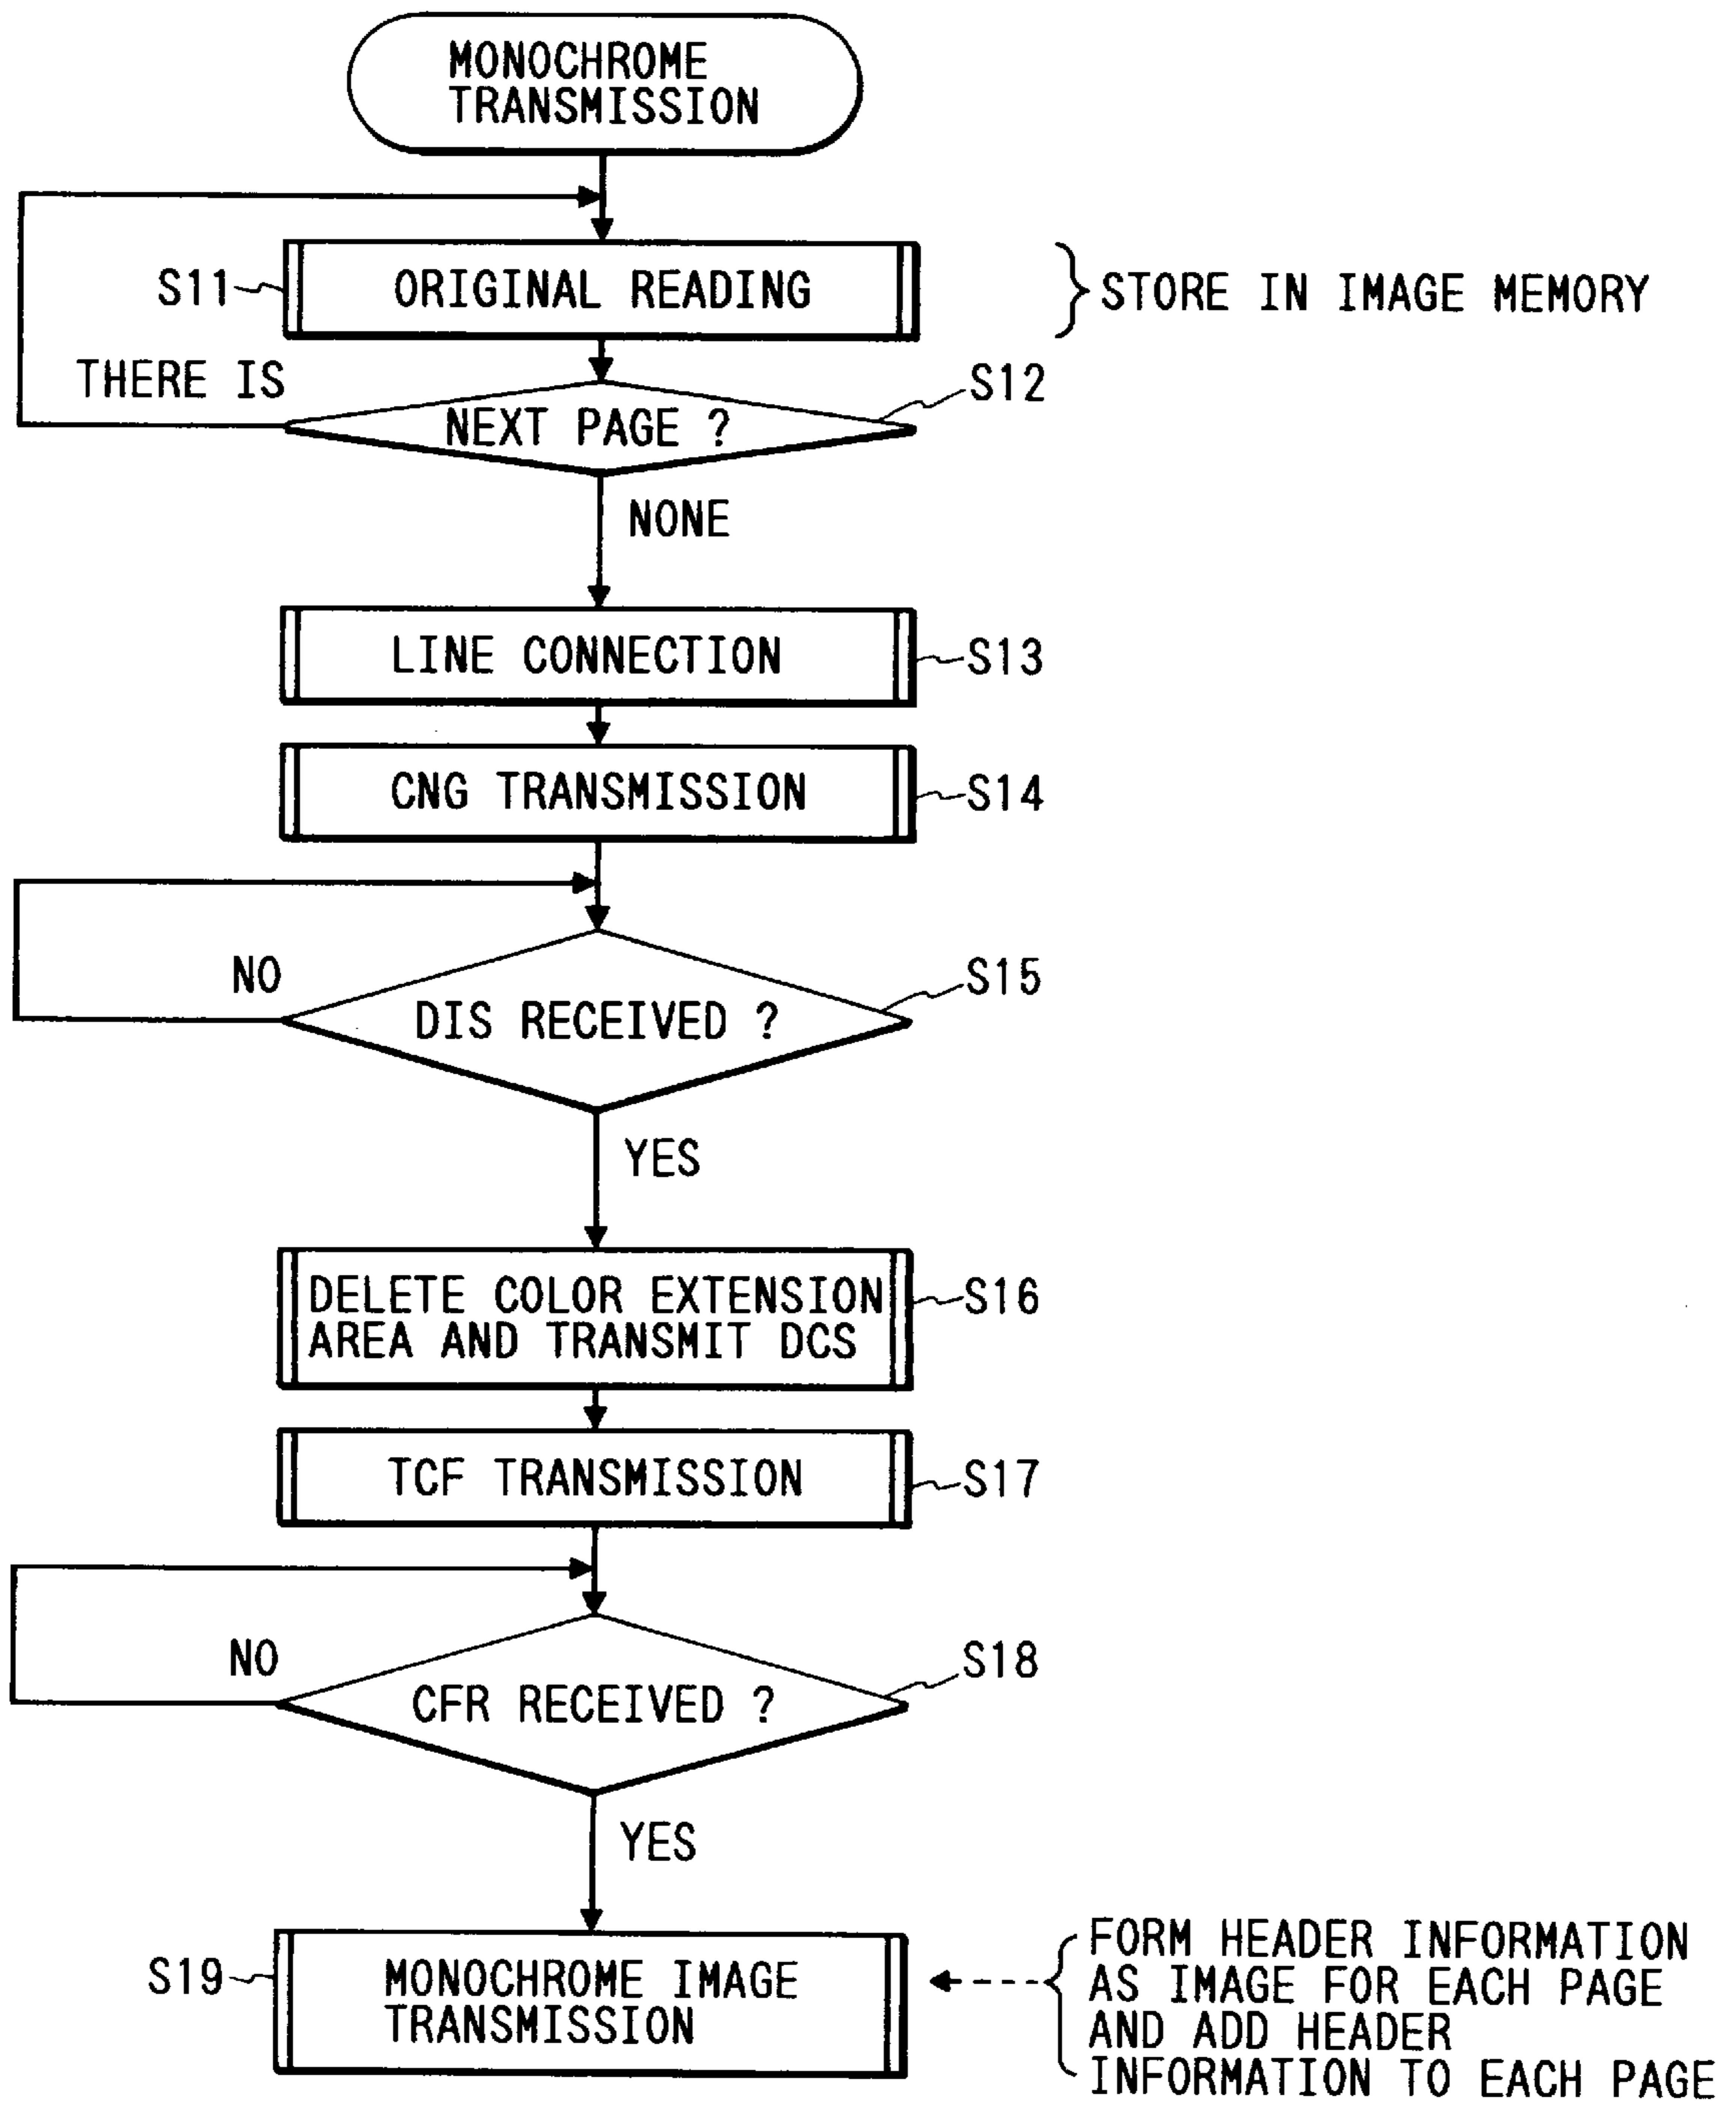 MONOCHROME
TRANSMISSION
S11
ORIGINAL READING
STORE IN IMAGE MEMORY
THERE IS
S12
NEXT PAGE ?
NONE
LINE CONNECTION
S13
CNG TRANSMISSION
S14
NO
S15
DIS RECEIVED ?
YES
DELETE COLOR EXTENSION
AREA AND TRANSMIT DCS
S16
TCF TRANSMISSION
S17
NO
S18
CFR RECEIVED ?
YES
S19
MONOCHROME IMAGE
TRANSMISSION
FORM HEADER INFORMATION
AS IMAGE FOR EACH PAGE
AND ADD HEADER
INFORMATION TO EACH PAGE